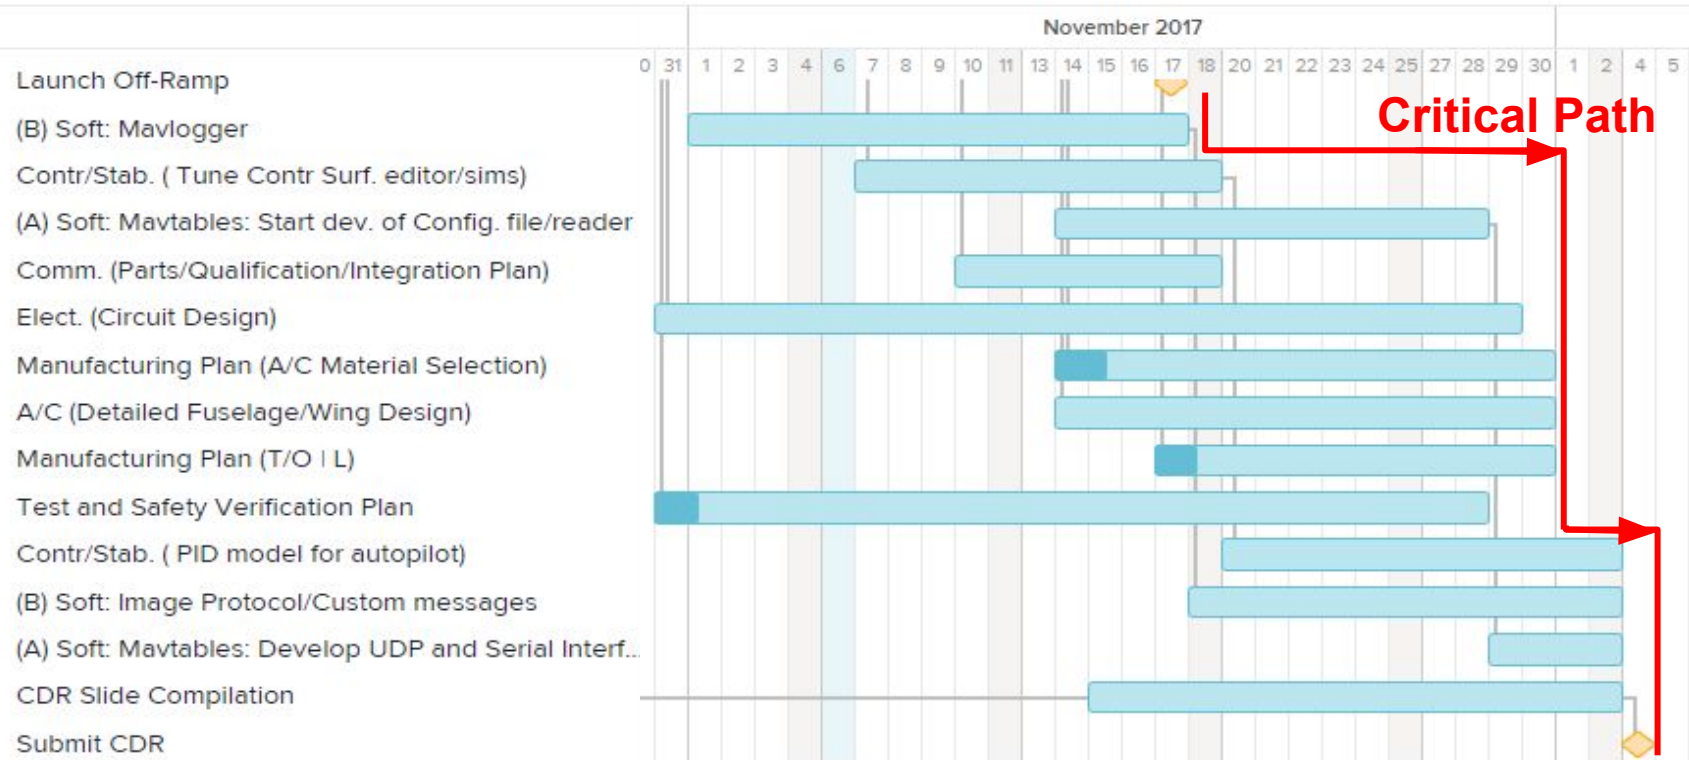 November 2017
0 31 1 2 3 4 6 7 8 9 10 11 13 14 15 16 17 18 20 21 22 23 24 25 27 28 29 30 1 2 4 5
Launch Off-Ramp
Critical Path
(B) Soft: Mavlogger
Contr/Stab. ( Tune Contr Surf. editor/sims)
(A) Soft: Mavtables: Start dev. of Config. file/reader
Comm. (Parts/Qualification/Integration Plan)
Elect. (Circuit Design)
Manufacturing Plan (A/C Material Selection)
A/C (Detailed Fuselage/Wing Design)
Manufacturing Plan (T/O | L)
Test and Safety Verification Plan
Contr/Stab. ( PID model for autopilot)
(B) Soft: Image Protocol/Custom messages
(A) Soft: Mavtables: Develop UDP and Serial Interf...
CDR Slide Compilation
Submit CDR